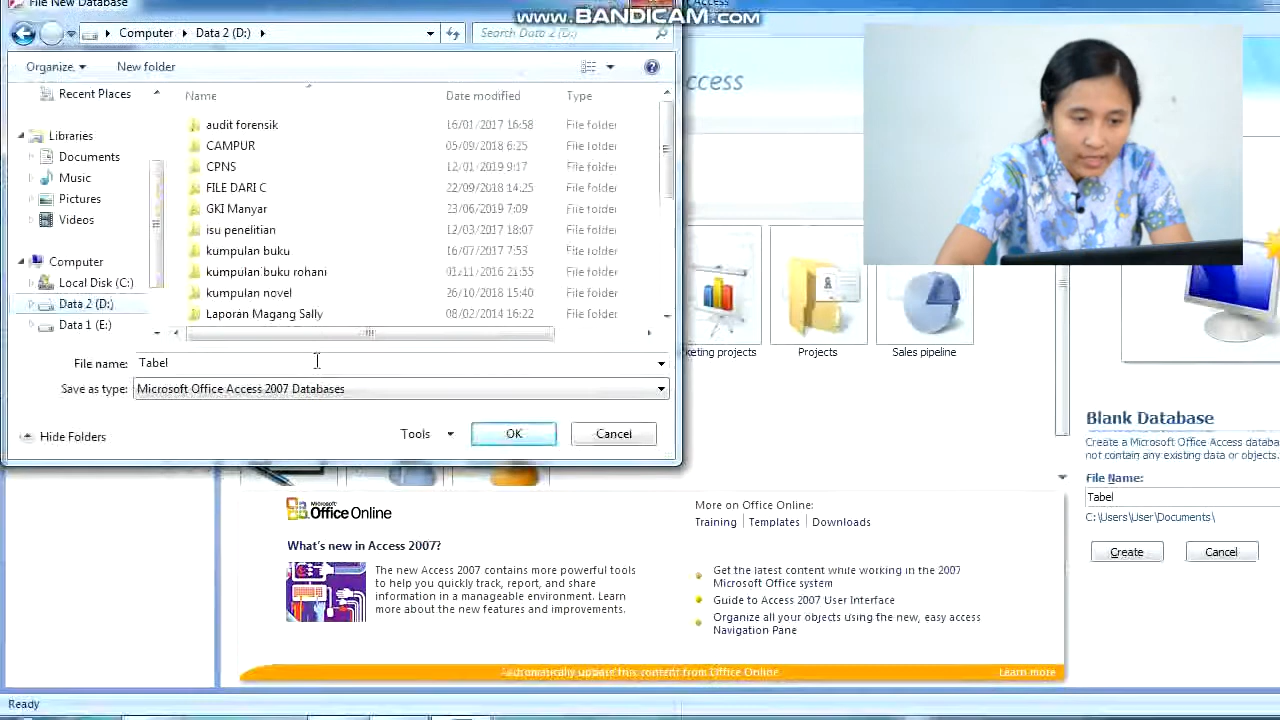 File New Database
www.BANDICAM.com
Access
Computer
Data 2 (D:)
Search Data 2 (D:)
Organize
New folder
ccess
Recent Places
Libraries
Documents
Music
Pictures
Videos
Computer
Local Disk (C:)
Data 2 (D:)
Data 1 (E:)
Name Date modified Type
audit forensik 16/01/2017 16:58 File folder
CAMPUR 05/09/2018 6:25 File folder
CPNS 12/01/2019 9:17 File folder
FILE DARI C 22/09/2018 14:25 File folder
GKI Manyar 23/06/2019 7:09 File folder
isu penelitian 12/03/2017 18:07 File folder
kumpulan buku 16/07/2017 7:53 File folder
kumpulan buku rohani 01/11/2016 21:55 File folder
kumpulan novel 26/10/2018 15:40 File folder
Laporan Magang Sally 08/02/2014 16:22 File folder
File name: Tabel
Save as type: Microsoft Office Access 2007 Databases
Hide Folders
Tools
OK
Cancel
keting projects
Projects
Sales pipeline
Blank Database
Create a Microsoft Office Access databa
not contain any existing data or objects.
File Name:
Tabel
C:\Users\User\Documents\
Create
Cancel
Microsoft
Office Online
What's new in Access 2007?
The new Access 2007 contains more powerful tools
to help you quickly track, report, and share
information in a manageable environment. Learn
more about the new features and improvements.
More on Office Online:
Training | Templates | Downloads
Get the latest content while working in the 2007
Microsoft Office system
Guide to Access 2007 User Interface
Organize all your objects using the new, easy access
Navigation Pane
Automatically update this content from Office Online
Learn more
Ready